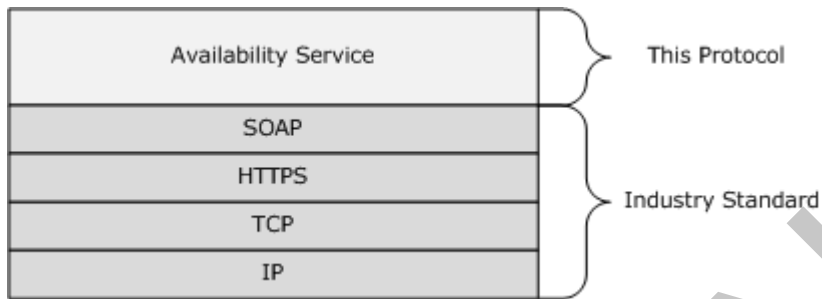 Availability Service
This Protocol
SOAP
HTTPS
Industry Standard
TCP
IP